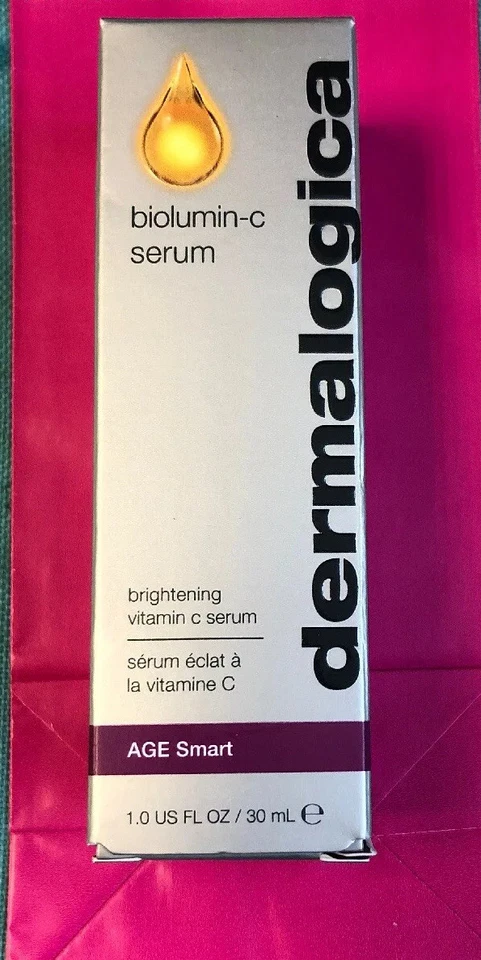 biolumin-c
serum
dermalogica
brightening
vitamin c serum
sérum éclat à
la vitamine C
AGE Smart
1.0 US FL OZ / 30 mL ℮